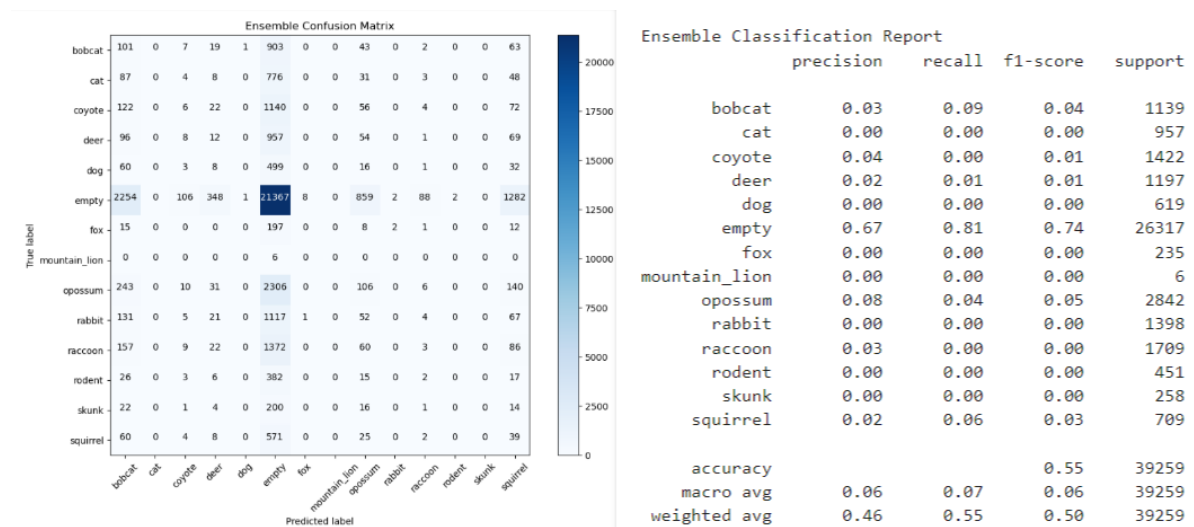 Ensemble Confusion Matrix
bobcat 101 0 7 19 1 903 0 0 43 0 2 0 0 63
cat 87 0 4 8 0 776 0 0 31 0 3 0 0 48
coyote 122 0 6 22 0 1140 0 0 56 0 4 0 0 72
deer 96 0 8 12 0 957 0 0 54 0 1 0 0 69
dog 60 0 3 8 0 499 0 0 16 0 1 0 0 32
empty 2254 0 106 348 1 21367 8 0 859 2 88 2 0 1282
fox 15 0 0 0 0 197 0 0 8 2 1 0 0 12
mountain_lion 0 0 0 0 0 6 0 0 0 0 0 0 0 0
opossum 243 0 10 31 0 2306 0 0 106 0 6 0 0 140
rabbit 131 0 5 21 0 1117 1 0 52 0 4 0 0 67
raccoon 157 0 9 22 0 1372 0 0 60 0 3 0 0 86
rodent 26 0 3 6 0 382 0 0 15 0 2 0 0 17
skunk 22 0 1 4 0 200 0 0 16 0 1 0 0 14
squirrel 60 0 4 8 0 571 0 0 25 0 2 0 0 39
True label
bobcat cat coyote deer dog empty fox mountain_lion opossum rabbit raccoon rodent skunk squirrel
Predicted label
20000
17500
15000
12500
10000
7500
5000
2500
0
Ensemble Classification Report
precision recall f1-score support
bobcat 0.03 0.09 0.04 1139
cat 0.00 0.00 0.00 957
coyote 0.04 0.00 0.01 1422
deer 0.02 0.01 0.01 1197
dog 0.00 0.00 0.00 619
empty 0.67 0.81 0.74 26317
fox 0.00 0.00 0.00 235
mountain_lion 0.00 0.00 0.00 6
opossum 0.08 0.04 0.05 2842
rabbit 0.00 0.00 0.00 1398
raccoon 0.03 0.00 0.00 1709
rodent 0.00 0.00 0.00 451
skunk 0.00 0.00 0.00 258
squirrel 0.02 0.06 0.03 709
accuracy 0.55 39259
macro avg 0.06 0.07 0.06 39259
weighted avg 0.46 0.55 0.50 39259